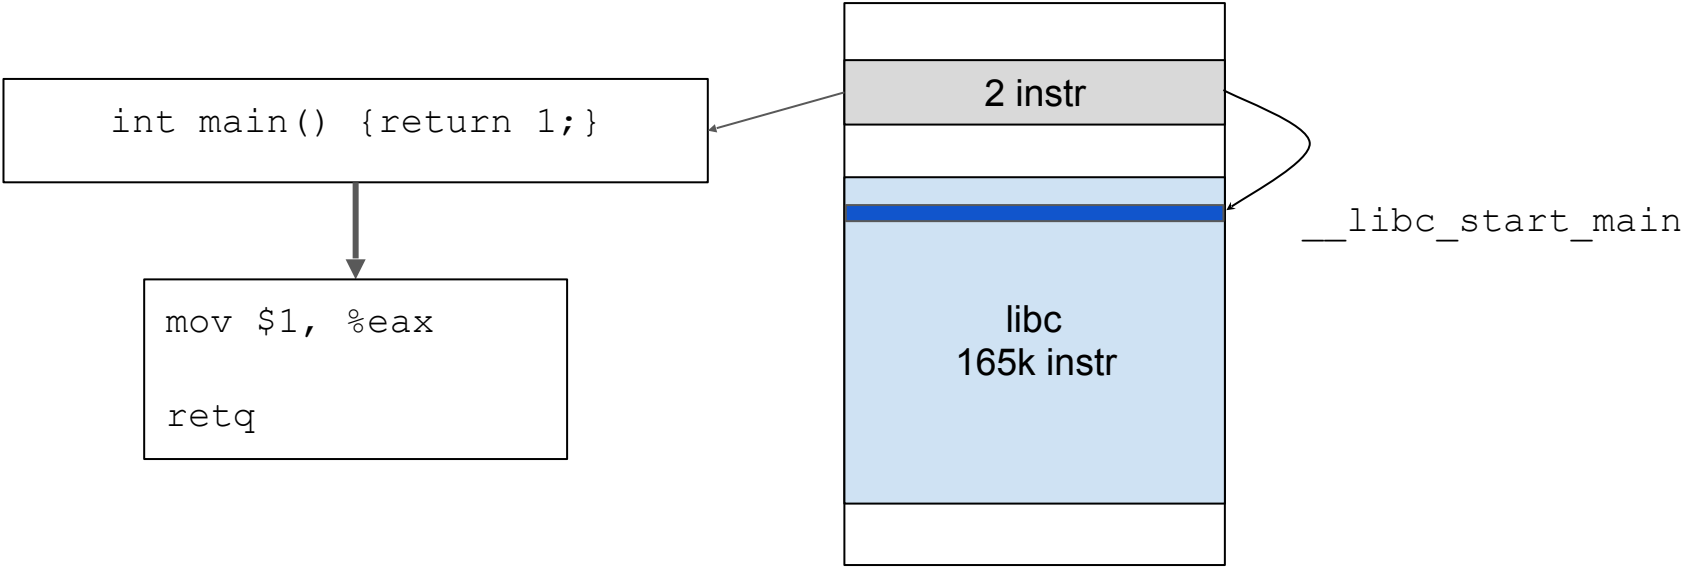 int main() {return 1;}
mov $1, %eax
retq
2 instr
__libc_start_main
libc
165k instr